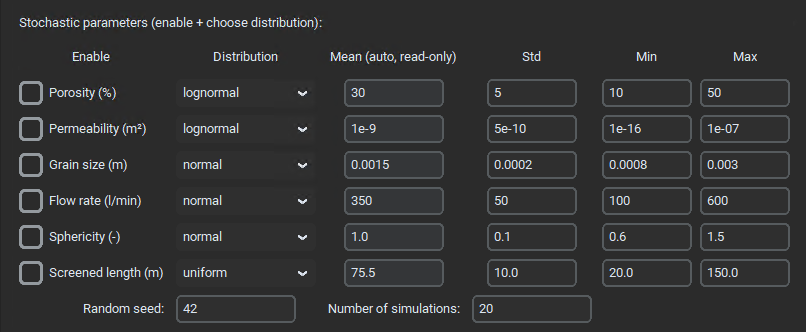 Stochastic parameters (enable + choose distribution):
Enable Distribution Mean (auto, read-only) Std Min Max
Porosity (%) lognormal 30 5 10 50
Permeability (m²) lognormal 1e-9 5e-10 1e-16 1e-07
Grain size (m) normal 0.0015 0.0002 0.0008 0.003
Flow rate (l/min) normal 350 50 100 600
Sphericity (-) normal 1.0 0.1 0.6 1.5
Screened length (m) uniform 75.5 10.0 20.0 150.0
Random seed: 42 Number of simulations: 20